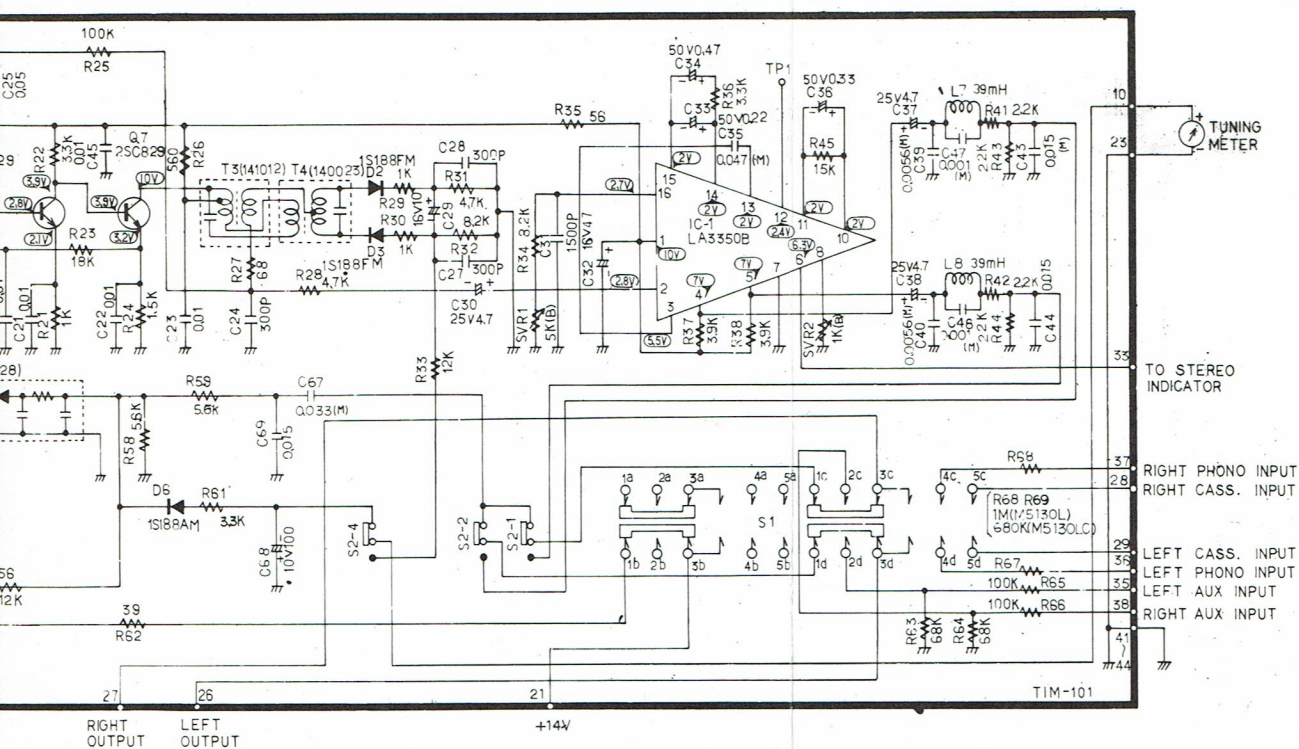 100K
R25
C25
0.05
50V0.47
C34
R36
3.3K
C33
50V0.22
C35
0.047(M)
TP1
50V0.33
C36
R45
15K
25V4.7
C37
L7 39mH
R41 2.2K
0.0056(M)
C39
C47
0.001
(M)
2.2K
R43
C43
0.015
(M)
10
23
TUNING
METER
R35 56
29
R22
3.3K
0.01
C45
Q7
2SC829
560
R26
3.9V
2.8V
2.1V
3.9V
10V
3.2V
R23
18K
T3(141012)
T4(140023)
1S188FM
D2
1K
R29
R30
1K
D3
1S188FM
16V10
C29
C28
300P
R31
4.7K
8.2K
R32
300P
C27
R27
68
R28
4.7K
C30
25V4.7
R34 8.2K
1500P
16V47
C32
SVR1
5K(B)
2.7V
2V
15
16
14
2V
13
2V
12
2.4V
11
2V
10
IC-1
LA3350B
1
10V
2
2.8V
3
5.5V
7V
4
7V
5
6.3V
6
7
8
R37
3.9K
R38
3.9K
SVR2
1K(B)
25V4.7
C38
L8 39mH
R42 2.2K
0.015
0.0056(M)
C40
(M)
2.2K
R44
C44
C21
0.01
R21
1K
C22
0.01
R24
1.5K
C23
0.01
C24
300P
R33
12K
33
TO STEREO
INDICATOR
28)
R59
5.6K
C67
0.033(M)
R58
5.6K
C69
0.015
D6
1S188AM
R61
3.3K
C68
10V100
S2-4
S2-2
S2-1
1a
2a
3a
4a
5a
1c
2c
3c
4c
5c
S1
1b
2b
3b
4b
5b
1d
2d
3d
4d
5d
R68
(R68 R69
1M(M5130L)
680K(M5130LC)
37
RIGHT PHONO INPUT
28
RIGHT CASS. INPUT
29
LEFT CASS. INPUT
36
LEFT PHONO INPUT
35
LEFT AUX INPUT
38
RIGHT AUX INPUT
41
~
44
R67
100K R65
100K R66
R63
68K
R64
68K
56
12K
39
R62
TIM-101
27
RIGHT
OUTPUT
26
LEFT
OUTPUT
21
+14V